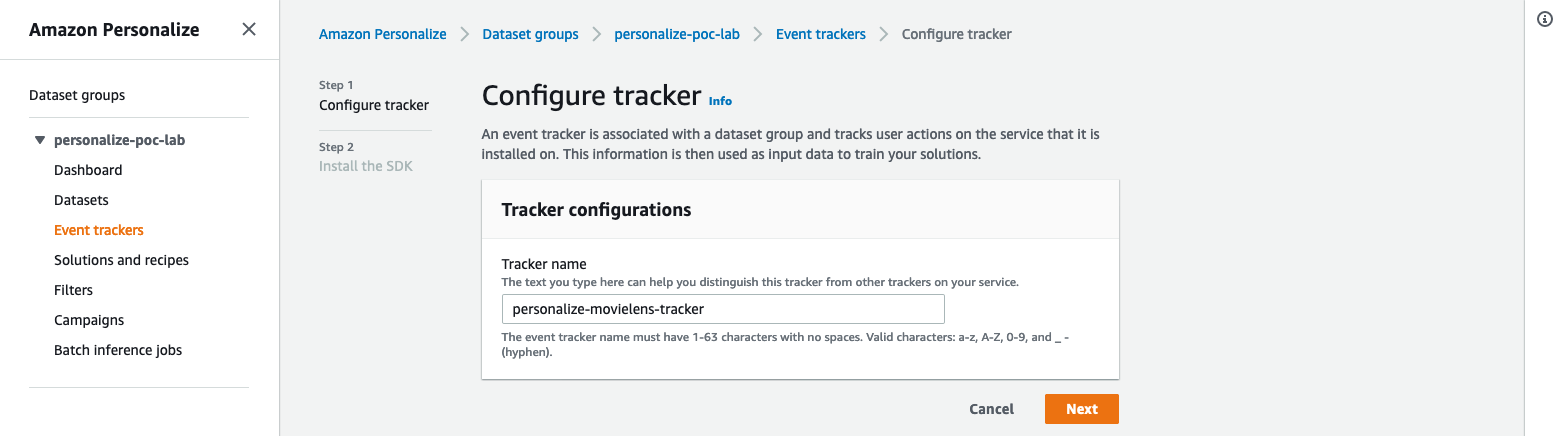 Amazon Personalize
Dataset groups
personalize-poc-lab
Dashboard
Datasets
Event trackers
Solutions and recipes
Filters
Campaigns
Batch inference jobs
Amazon Personalize > Dataset groups > personalize-poc-lab > Event trackers > Configure tracker
Step 1
Configure tracker
Step 2
Install the SDK
Configure tracker Info
An event tracker is associated with a dataset group and tracks user actions on the service that it is
installed on. This information is then used as input data to train your solutions.
Tracker configurations
Tracker name
The text you type here can help you distinguish this tracker from other trackers on your service.
personalize-movielens-tracker
The event tracker name must have 1-63 characters with no spaces. Valid characters: a-z, A-Z, 0-9, and _ -
(hyphen).
Cancel Next